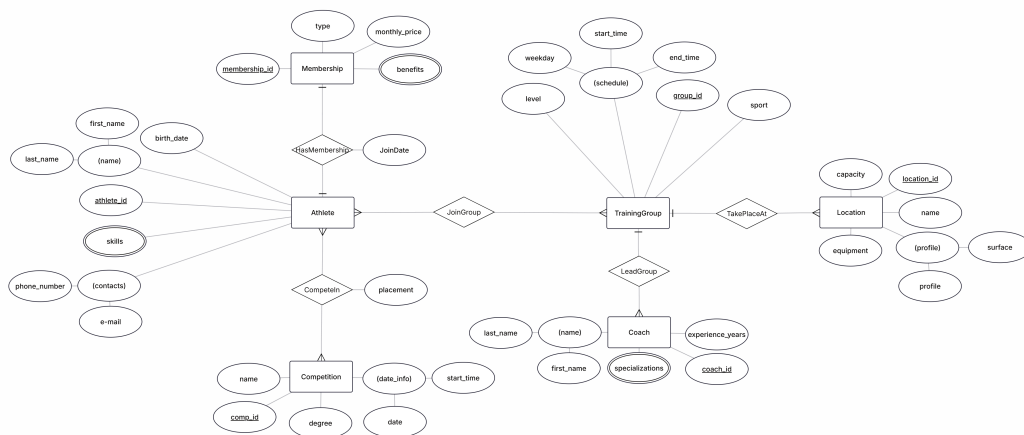 type
monthly_price
membership_id
Membership
benefits
HasMembership
JoinDate
first_name
birth_date
last_name
(name)
athlete_id
skills
phone_number
(contacts)
e-mail
Athlete
JoinGroup
CompeteIn
placement
name
Competition
(date_info)
start_time
comp_id
degree
date
start_time
weekday
end_time
(schedule)
level
group_id
sport
TrainingGroup
TakePlaceAt
LeadGroup
last_name
(name)
Coach
experience_years
first_name
specializations
coach_id
capacity
location_id
Location
name
equipment
(profile)
surface
profile